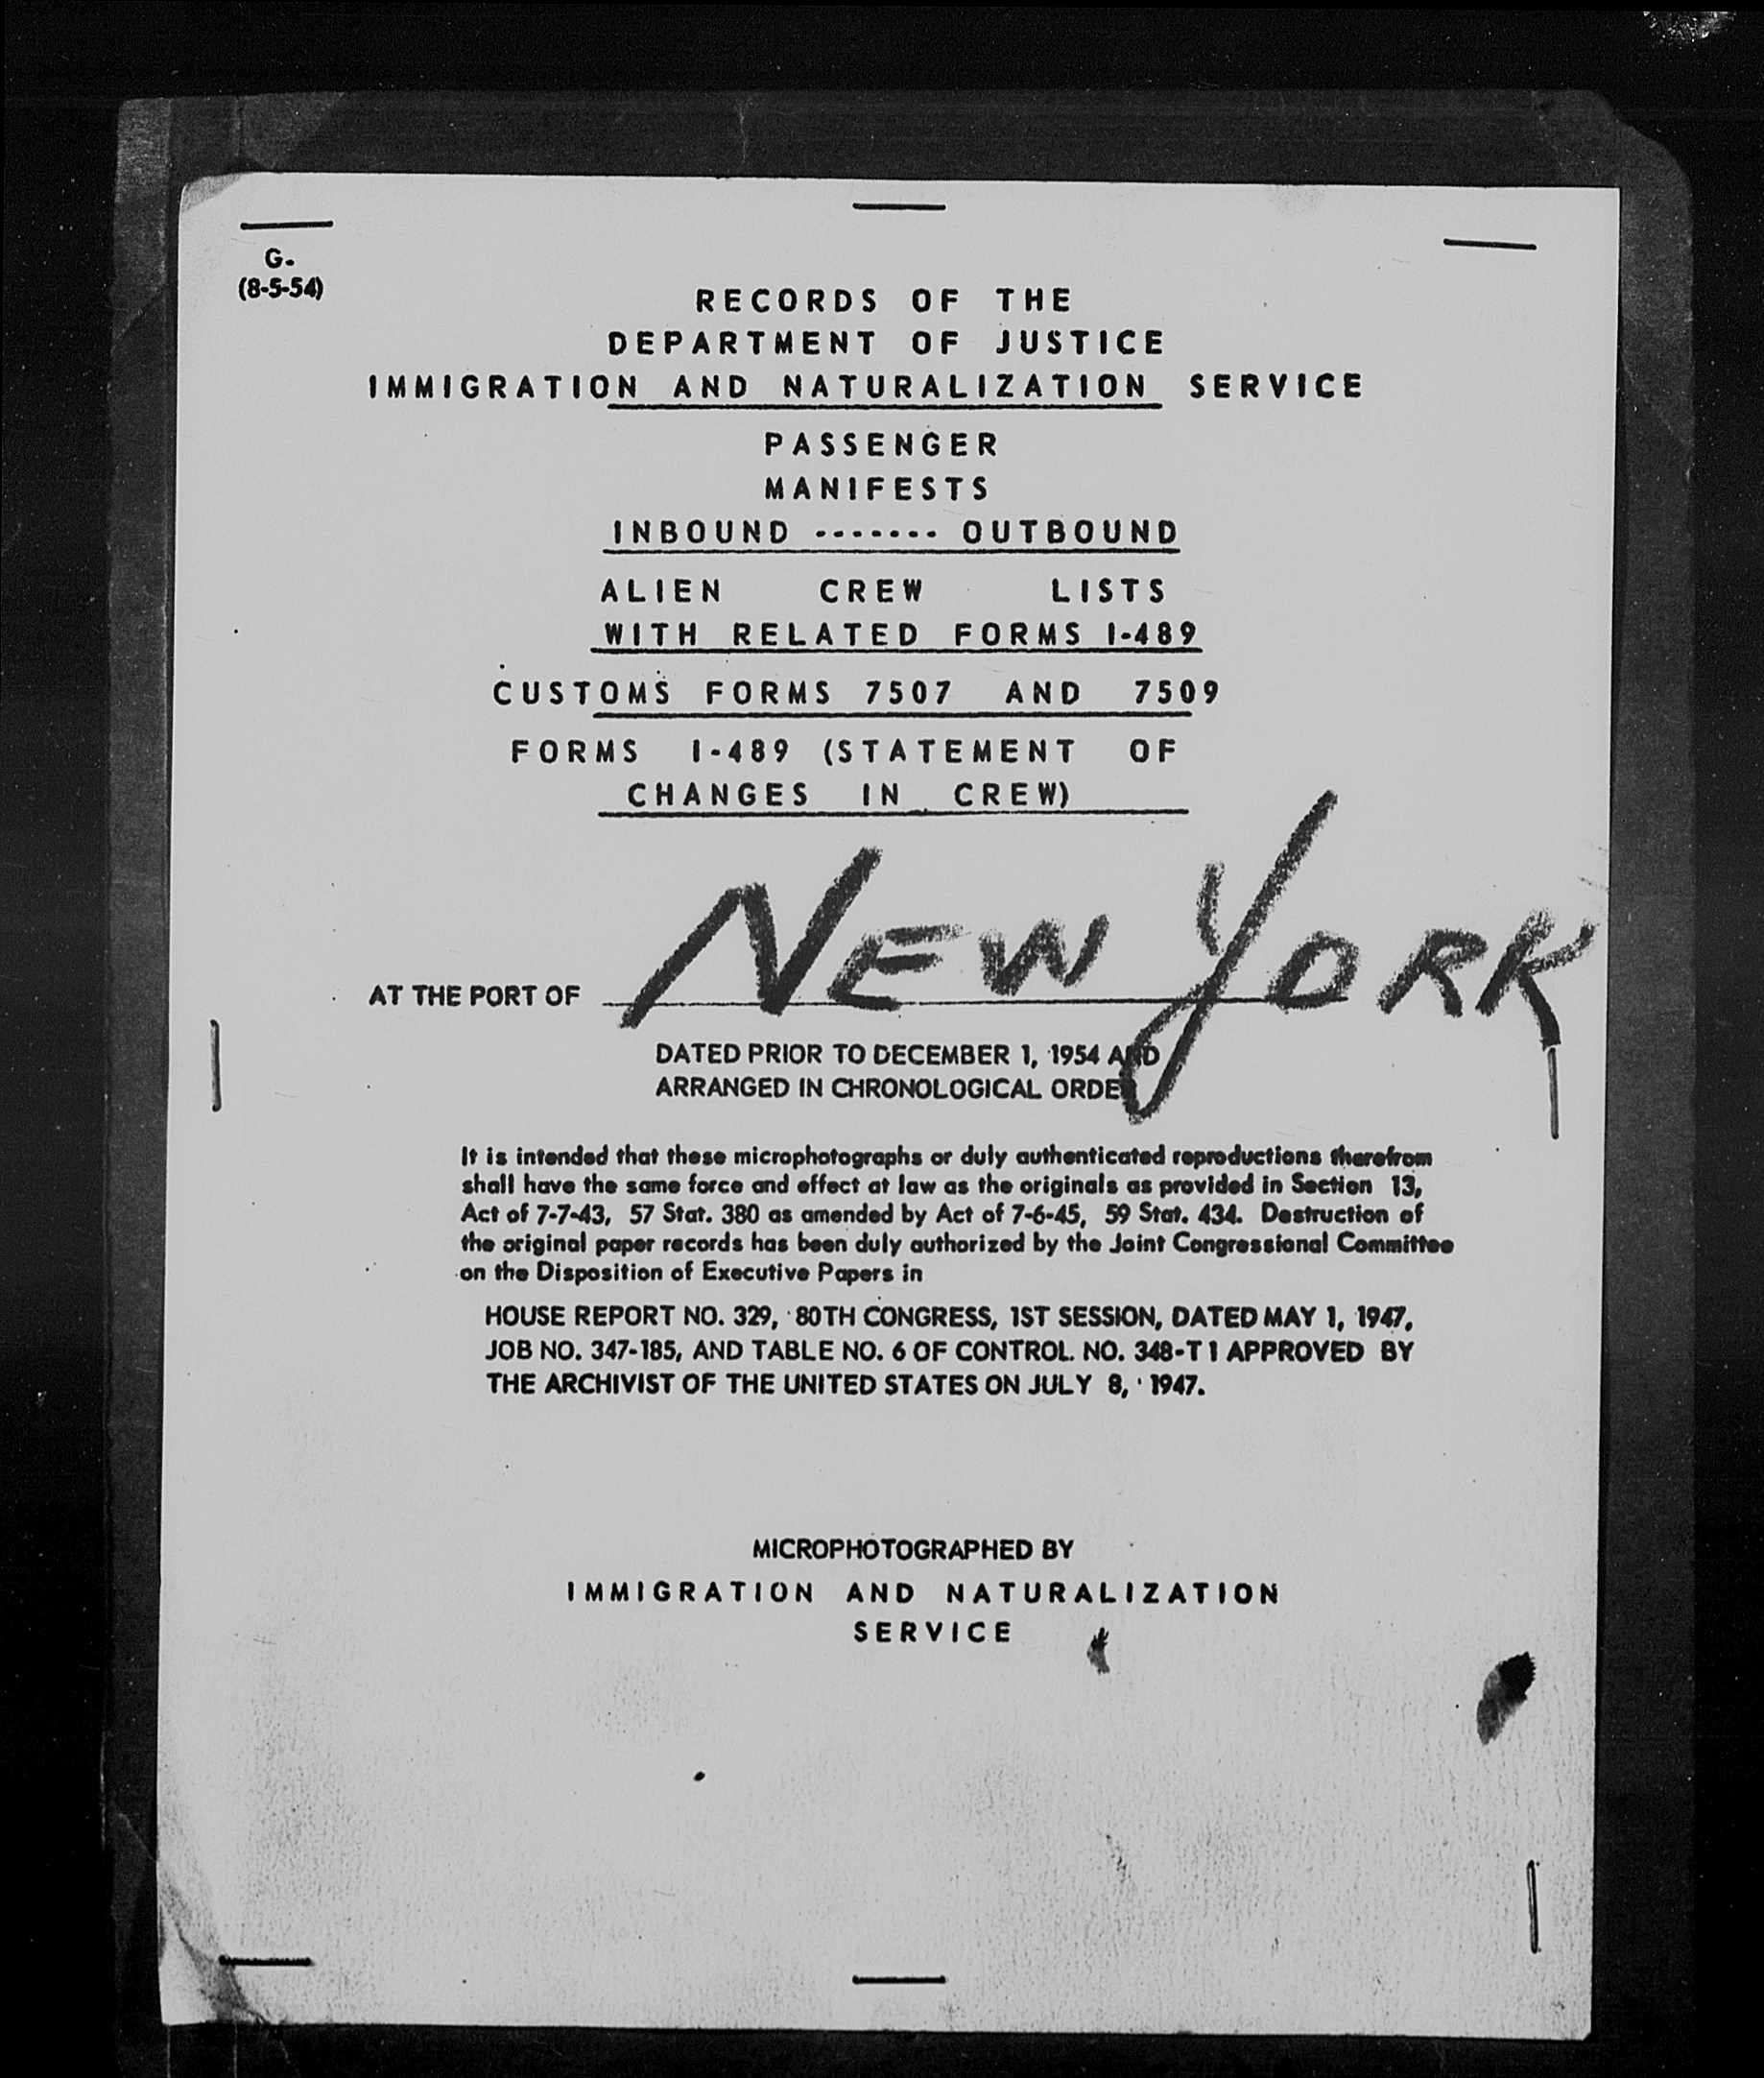 G.
(8-5-54)
RECORDS OF THE
DEPARTMENT OF JUSTICE
IMMIGRATION AND NATURALIZATION SERVICE
PASSENGER
MANIFESTS
INBOUND ------- OUTBOUND
ALIEN CREW LISTS
WITH RELATED FORMS I-489
CUSTOMS FORMS 7507 AND 7509
FORMS I-489 (STATEMENT OF
CHANGES IN CREW)
AT THE PORT OF NEW YORK
DATED PRIOR TO DECEMBER 1, 1954 AND
ARRANGED IN CHRONOLOGICAL ORDER
It is intended that these microphotographs or duly authenticated reproductions therefrom
shall have the same force and effect at law as the originals as provided in Section 13,
Act of 7-7-43, 57 Stat. 380 as amended by Act of 7-6-45, 59 Stat. 434. Destruction of
the original paper records has been duly authorized by the Joint Congressional Committee
on the Disposition of Executive Papers in
HOUSE REPORT NO. 329, 80TH CONGRESS, 1ST SESSION, DATED MAY 1, 1947,
JOB NO. 347-185, AND TABLE NO. 6 OF CONTROL NO. 348-T1 APPROVED BY
THE ARCHIVIST OF THE UNITED STATES ON JULY 8, 1947.
MICROPHOTOGRAPHED BY
IMMIGRATION AND NATURALIZATION
SERVICE